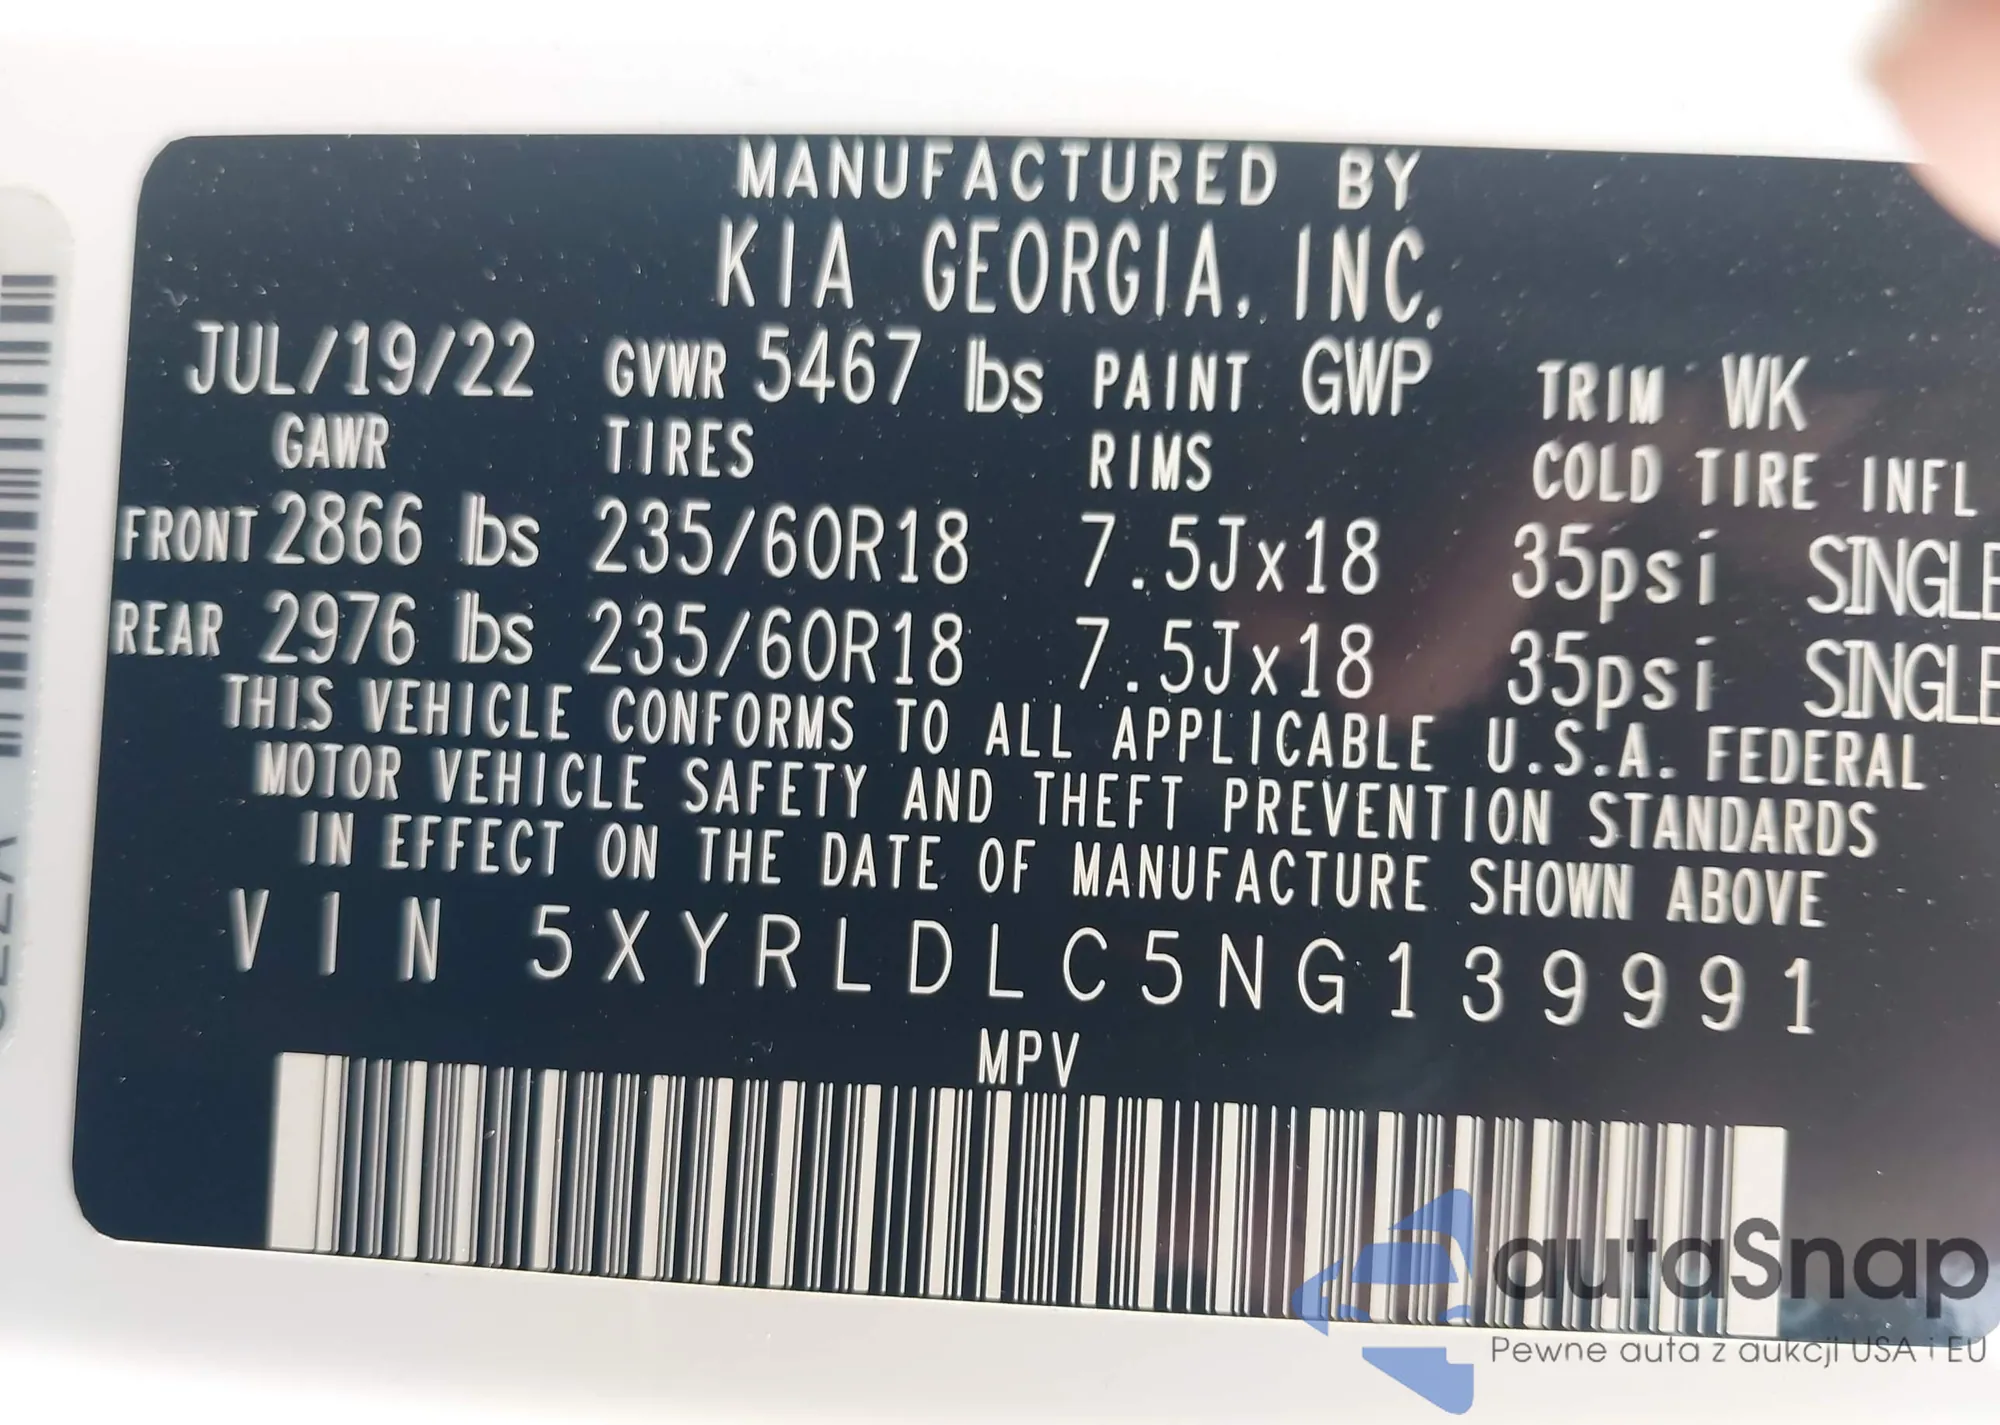 MANUFACTURED BY
KIA GEORGIA, INC.
JUL/19/22 GVWR 5467 lbs PAINT GWP TRIM WK
GAWR TIRES RIMS COLD TIRE INFL
FRONT 2866 lbs 235/60R18 7.5Jx18 35psi SINGLE
REAR 2976 lbs 235/60R18 7.5Jx18 35psi SINGLE
THIS VEHICLE CONFORMS TO ALL APPLICABLE U.S.A. FEDERAL
MOTOR VEHICLE SAFETY AND THEFT PREVENTION STANDARDS
IN EFFECT ON THE DATE OF MANUFACTURE SHOWN ABOVE
VIN 5XYRLDLC5NG139991
MPV
autaSnap
Pewne auta z aukcji USA i EU